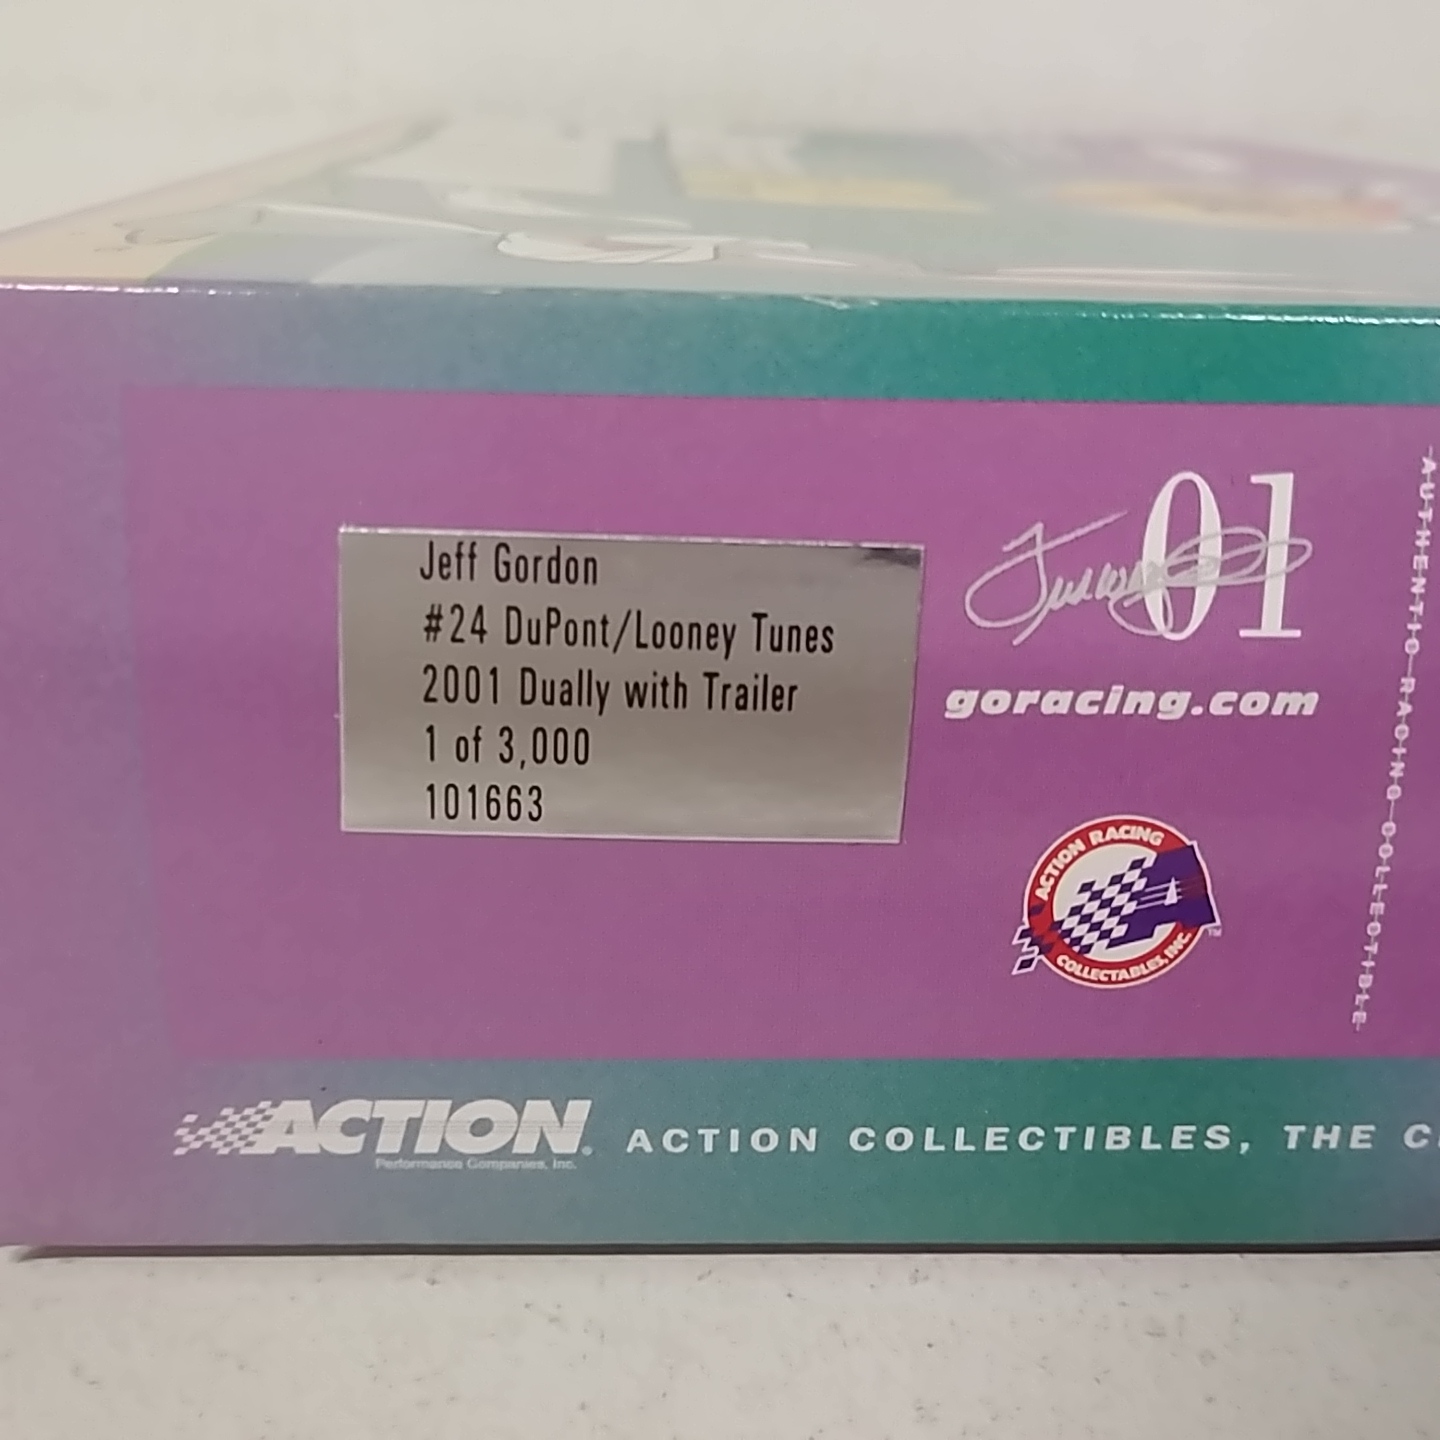 Jeff Gordon
#24 DuPont/Looney Tunes
2001 Dually with Trailer
1 of 3,000
101663
01
goracing.com
ACTION RACING
COLLECTABLES, INC.
TM
AUTHENTIC RACING COLLECTIBLE
ACTION®
Performance Companies, Inc.
ACTION COLLECTIBLES, THE C